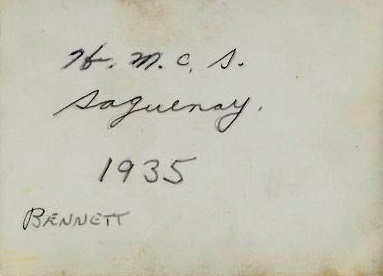 H. M. C. S.
Saguenay.
1935
BENNETT